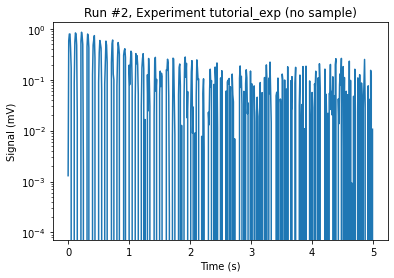 Run #2, Experiment tutorial_exp (no sample)
Signal (mV)
10⁰
10⁻¹
10⁻²
10⁻³
10⁻⁴
0 1 2 3 4 5
Time (s)